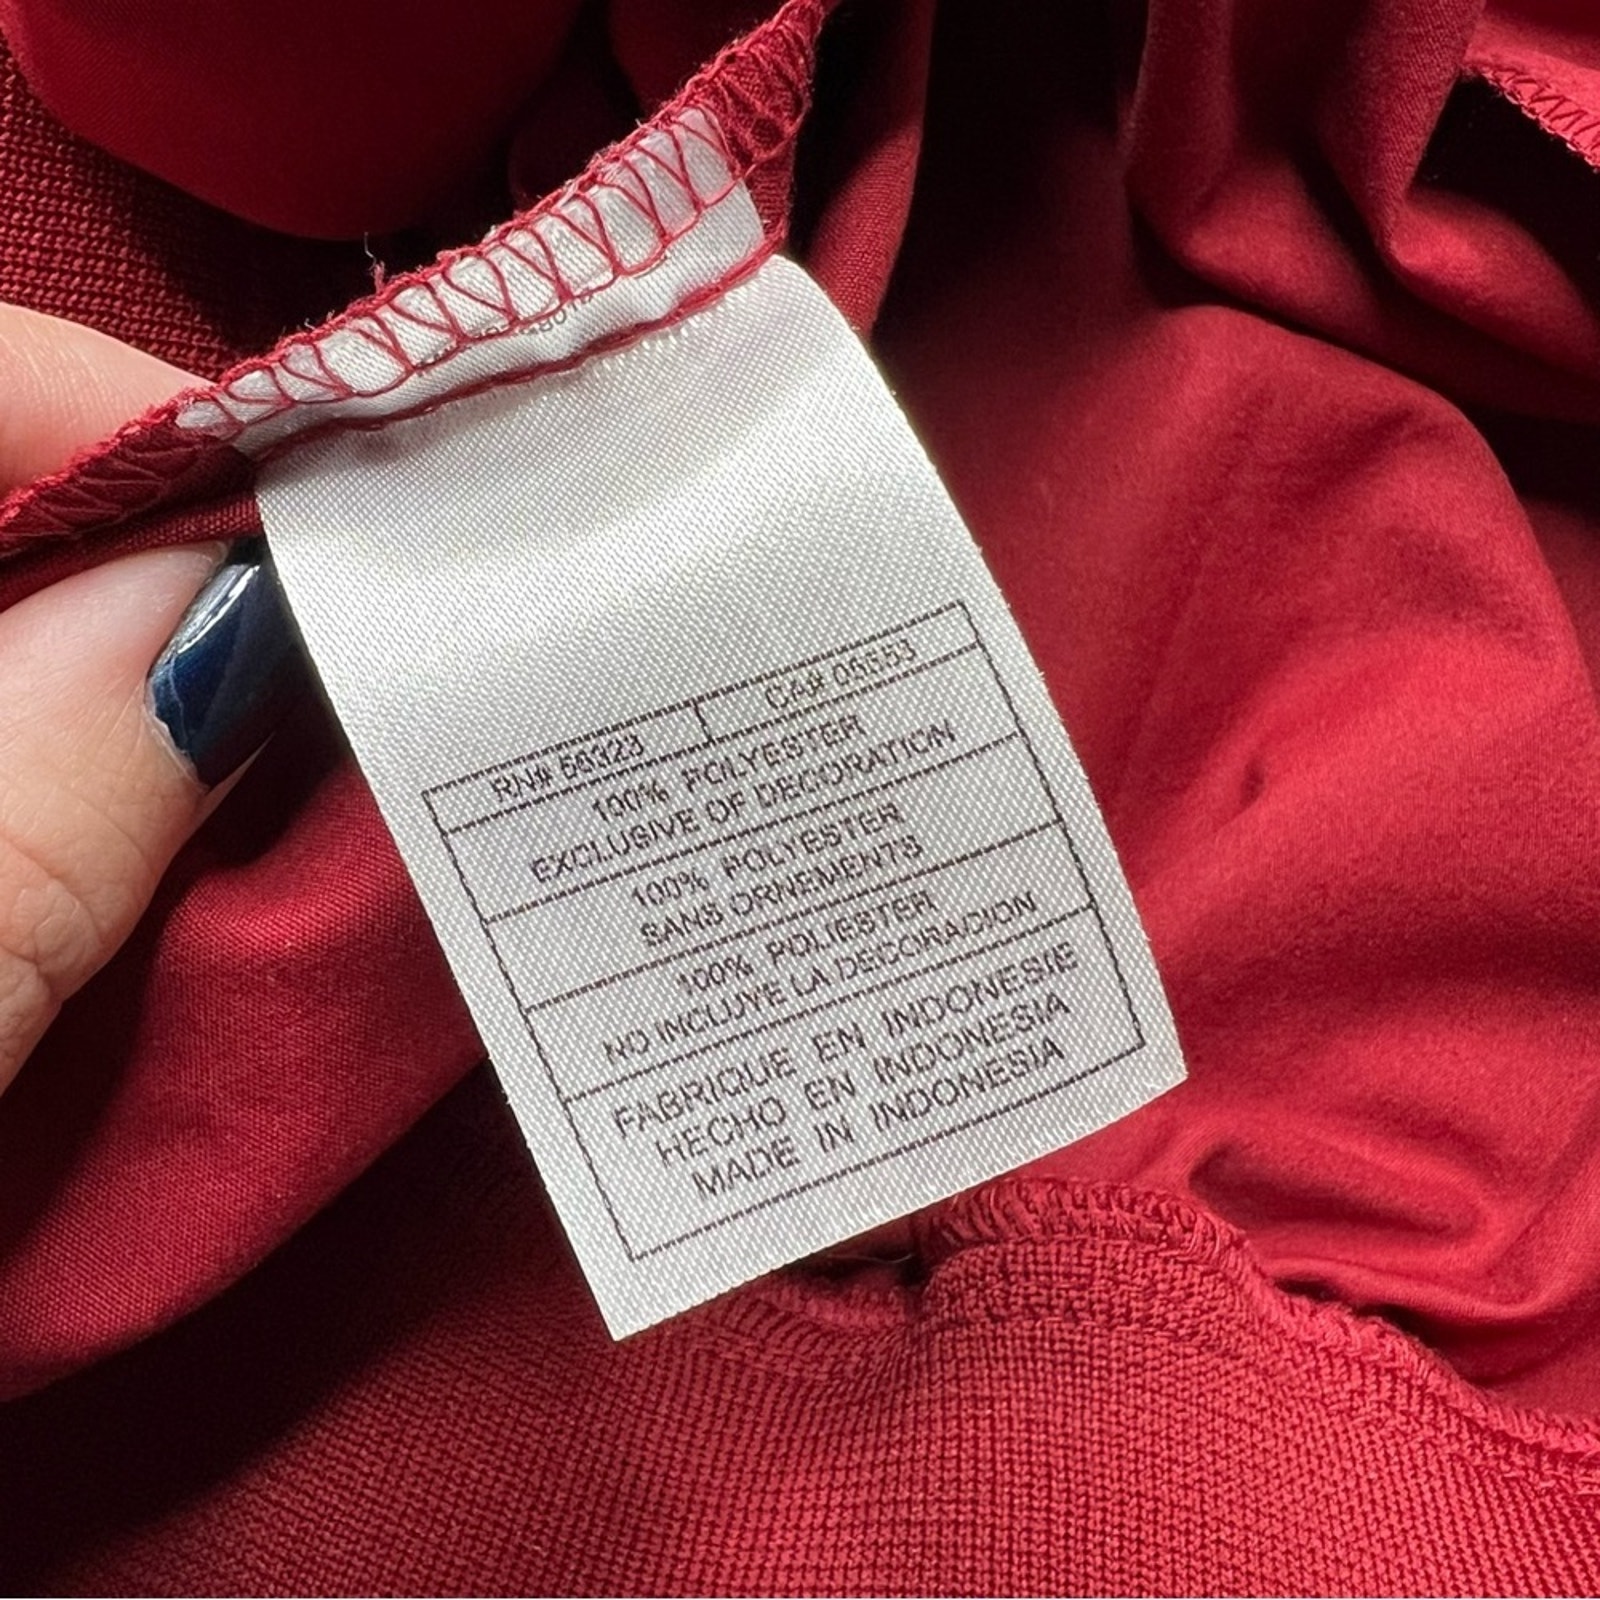 RN# 56323 CA# 05553
100% POLYESTER
EXCLUSIVE OF DECORATION
100% POLYESTER
SANS ORNEMENTS
100% POLIESTER
NO INCLUYE LA DECORACION
FABRIQUE EN INDONESIE
HECHO EN INDONESIA
MADE IN INDONESIA